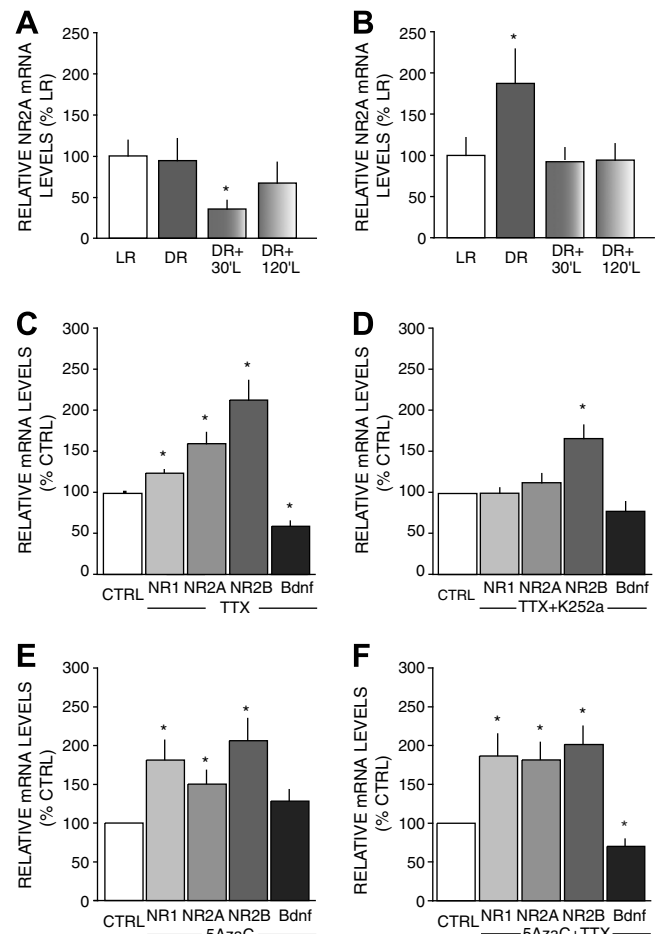 A
RELATIVE NR2A mRNA
LEVELS (% LR)
250
200
150
100
50
0
*
LR
DR
DR+
30'L
DR+
120'L
B
RELATIVE NR2A mRNA
LEVELS (% LR)
250
200
150
100
50
0
*
LR
DR
DR+
30'L
DR+
120'L
C
RELATIVE mRNA LEVELS
(% CTRL)
300
250
200
150
100
50
0
* * * *
CTRL NR1 NR2A NR2B Bdnf
TTX
D
RELATIVE mRNA LEVELS
(% CTRL)
300
250
200
150
100
50
0
*
CTRL NR1 NR2A NR2B Bdnf
TTX+K252a
E
RELATIVE mRNA LEVELS
(% CTRL)
300
250
200
150
100
50
0
* * *
CTRL NR1 NR2A NR2B Bdnf
5AzaC
F
RELATIVE mRNA LEVELS
(% CTRL)
300
250
200
150
100
50
0
* * * *
CTRL NR1 NR2A NR2B Bdnf
5AzaC+TTX